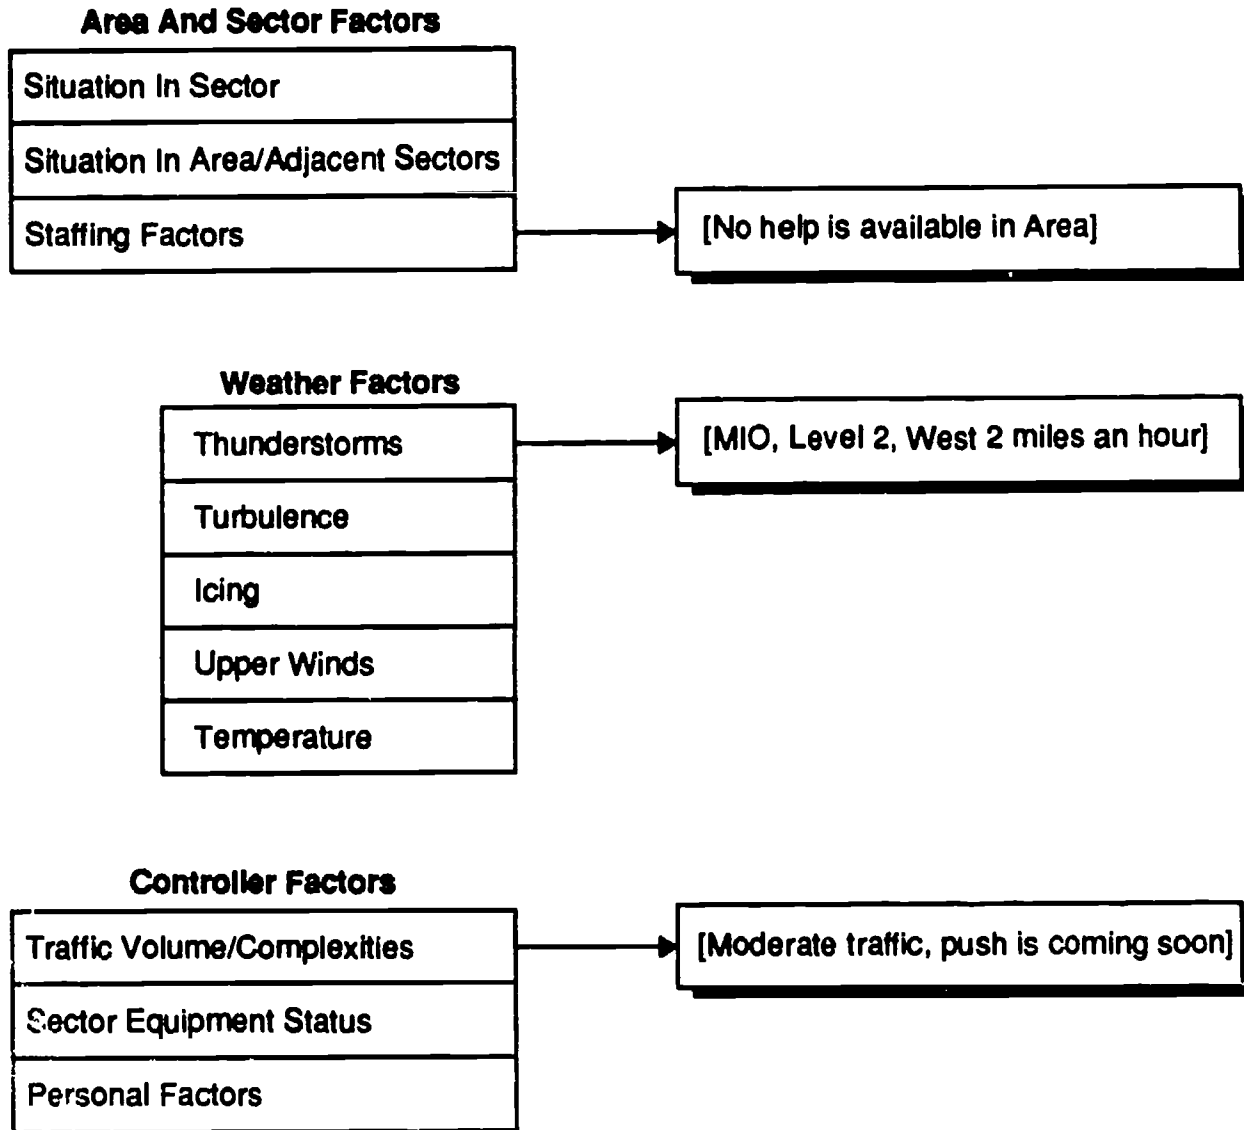 Area And Sector Factors
Situation In Sector
Situation In Area/Adjacent Sectors
Staffing Factors
[No help is available in Area]
Weather Factors
Thunderstorms
[MIO, Level 2, West 2 miles an hour]
Turbulence
Icing
Upper Winds
Temperature
Controller Factors
Traffic Volume/Complexities
[Moderate traffic, push is coming soon]
Sector Equipment Status
Personal Factors